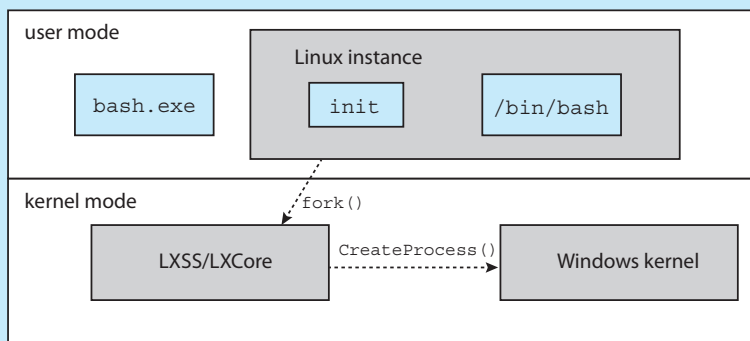 user mode
Linux instance
bash.exe
init
/bin/bash
kernel mode
fork()
CreateProcess()
LXSS/LXCore
Windows kernel